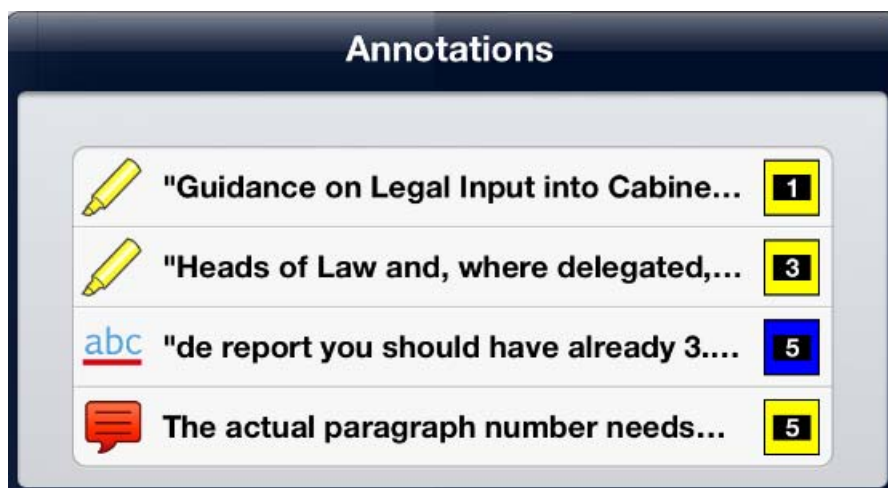 Annotations
"Guidance on Legal Input into Cabine... 1
"Heads of Law and, where delegated,... 3
abc "de report you should have already 3.... 5
The actual paragraph number needs... 5